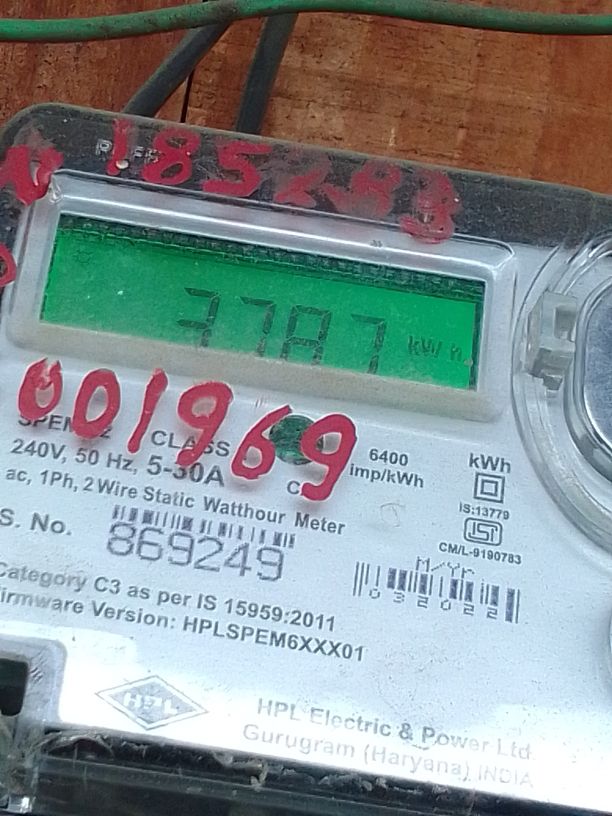 3787 kWh
001969
CLASS
6400
imp/kWh
kWh
240V, 50 Hz, 5-30A
ac, 1Ph, 2 Wire Static Watthour Meter
IS:13779
CM/L-9190783
S. No.
869249
M/Yr
032022
Category C3 as per IS 15959:2011
Firmware Version: HPLSPEM6XXX01
HPL
HPL Electric & Power Ltd
Gurugram (Haryana) INDIA